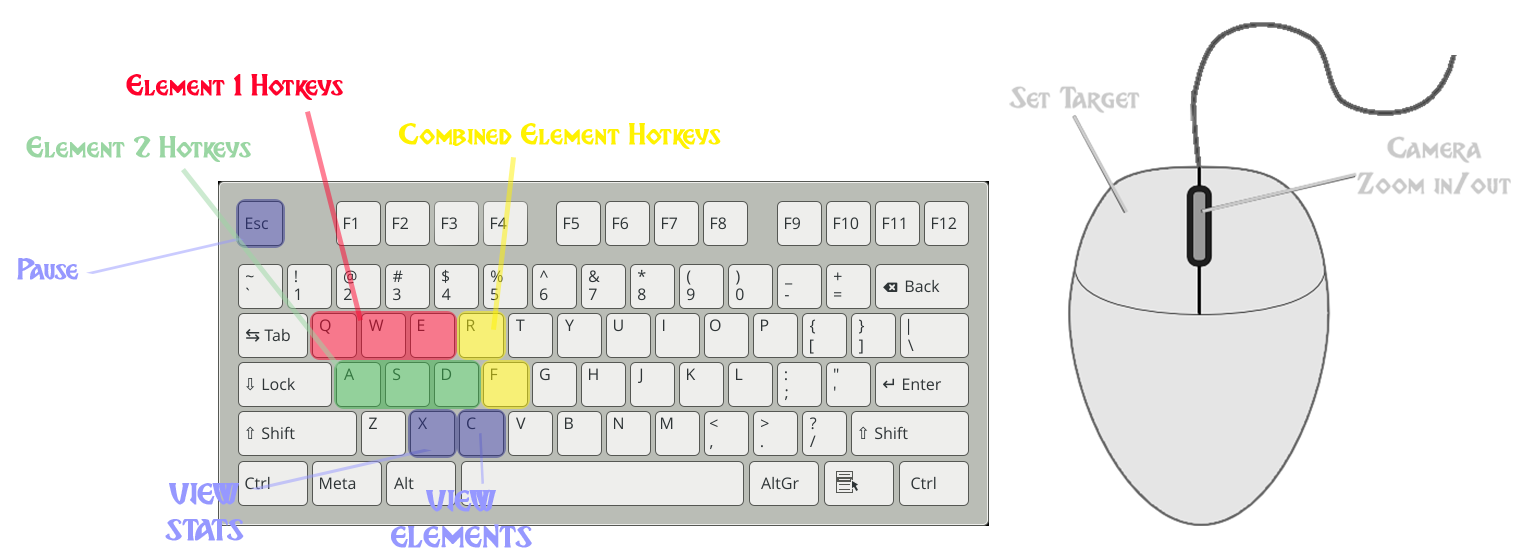 Element 1 Hotkeys
Element 2 Hotkeys
Combined Element Hotkeys
Set Target
Camera
Zoom in/out
Pause
Esc F1 F2 F3 F4 F5 F6 F7 F8 F9 F10 F11 F12
~ ! @ # $ % ^ & * ( ) _ +
` 1 2 3 4 5 6 7 8 9 0 - = Back
Tab Q W E R T Y U I O P { } |
[ ] \
Lock A S D F G H J K L : "
; ' Enter
Shift Z X C V B N M < > ? Shift
, . /
Ctrl Meta Alt AltGr Ctrl
View
Stats
View
Elements